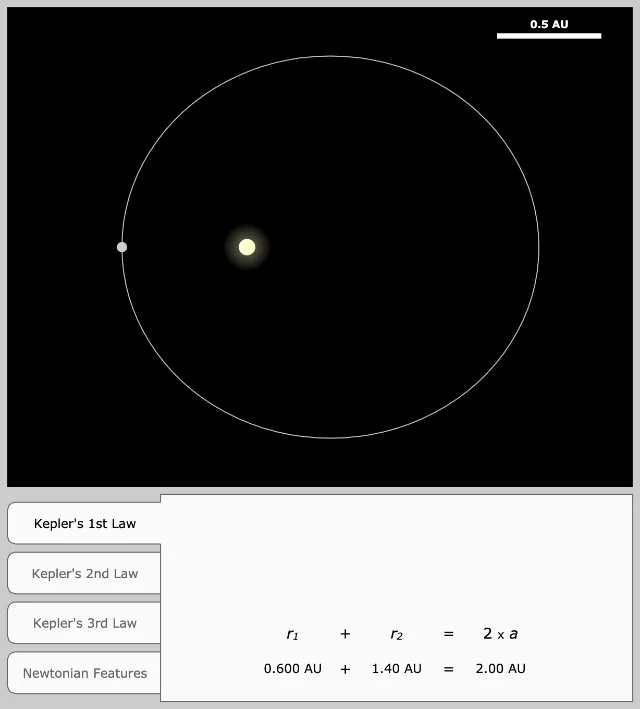 0.5 AU
Kepler's 1st Law
Kepler's 2nd Law
Kepler's 3rd Law
Newtonian Features
r₁ + r₂ = 2 x a
0.600 AU + 1.40 AU = 2.00 AU